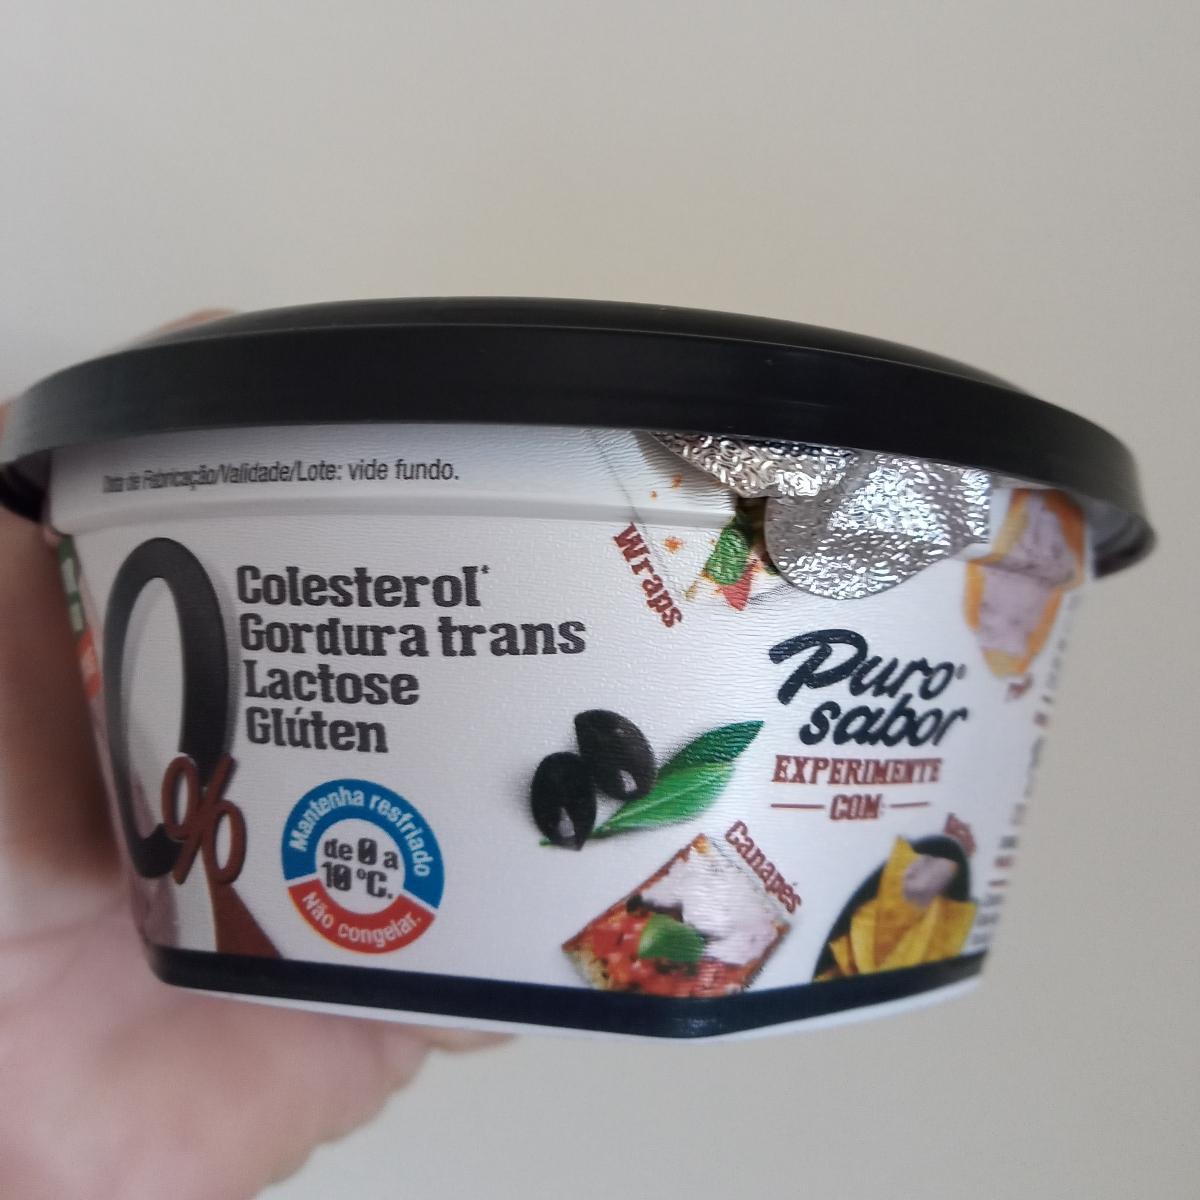 Data de Fabricação/Validade/Lote: vide fundo.
0%
Colesterol*
Gordura trans
Lactose
Glúten
Mantenha resfriado
de 0 a
10 °C.
Não congelar.
Wraps
Puro
sabor
EXPERIMENTE
COM:
Canapés